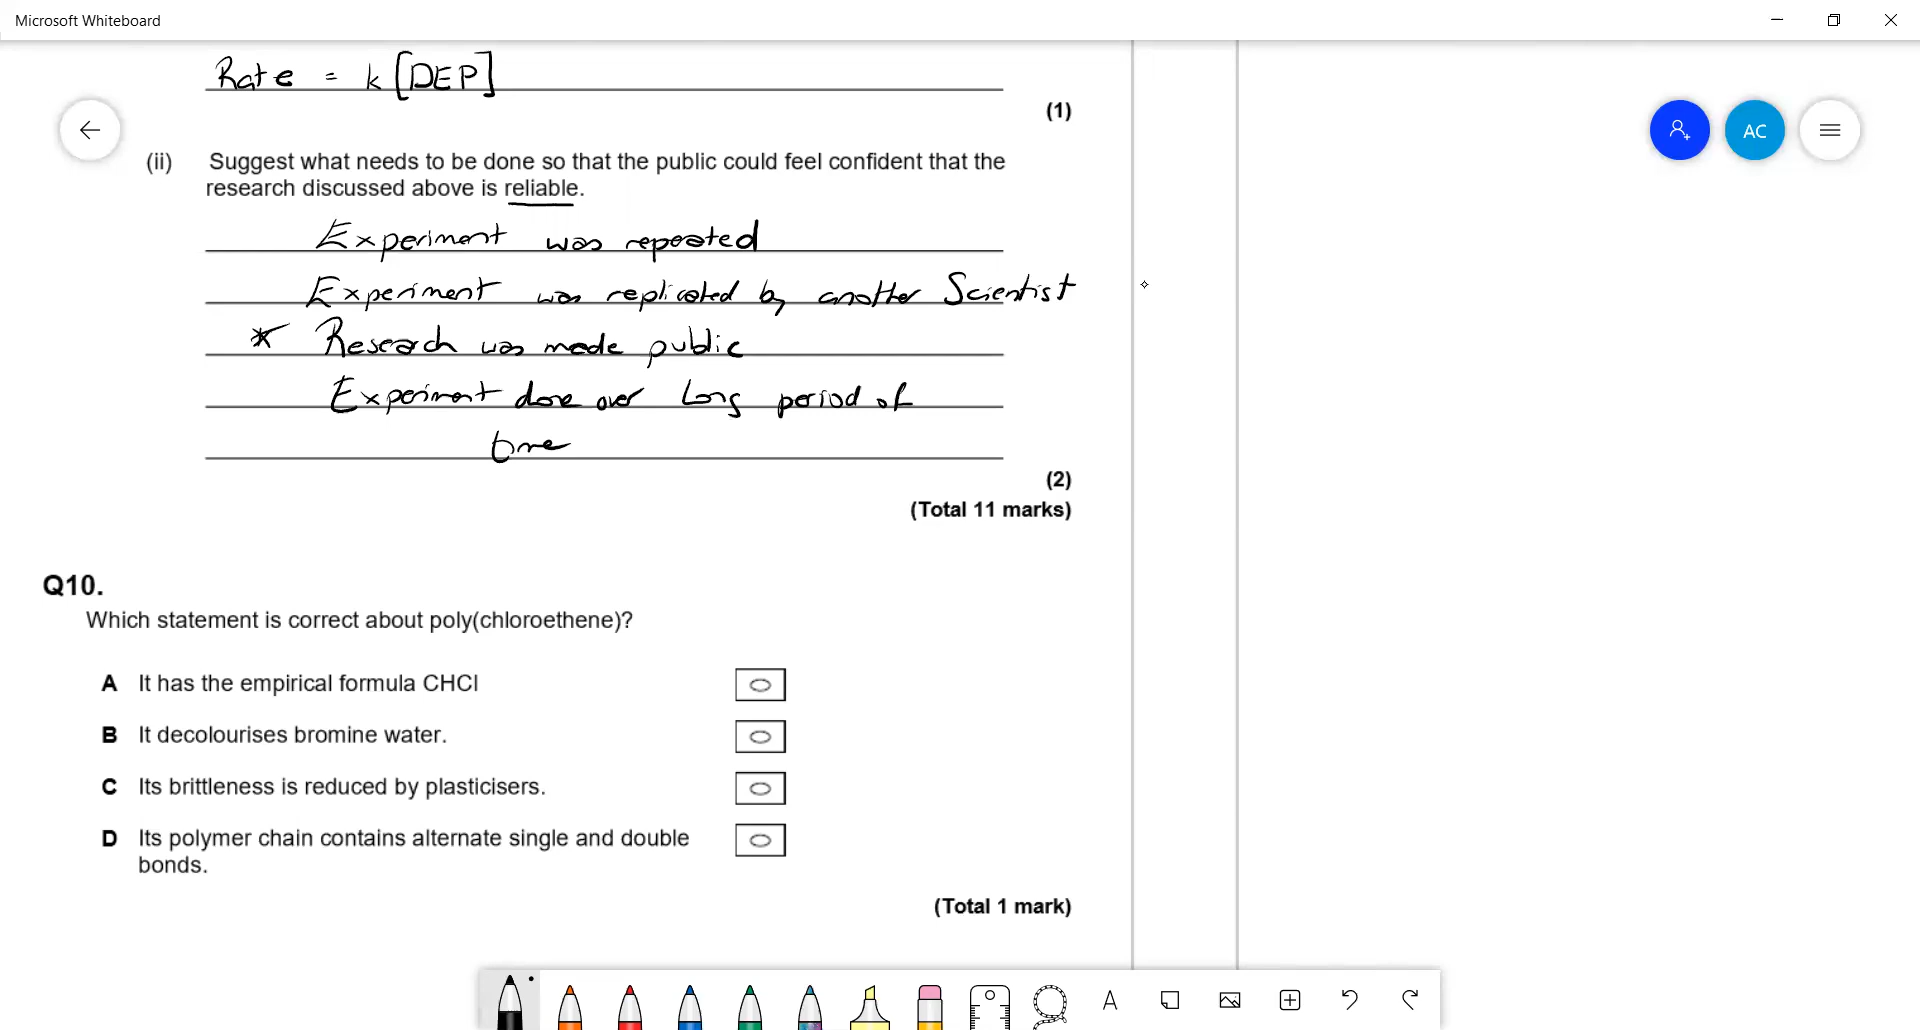 Microsoft Whiteboard
Rate = k [DEP]
(1)
AC
(ii) Suggest what needs to be done so that the public could feel confident that the
research discussed above is reliable.
Experiment was repeated
Experiment was replicated by another Scientist
* Research was made public
Experiment done over long period of
time
(2)
(Total 11 marks)
Q10.
Which statement is correct about poly(chloroethene)?
A It has the empirical formula CHCl
B It decolourises bromine water.
C Its brittleness is reduced by plasticisers.
D Its polymer chain contains alternate single and double
bonds.
(Total 1 mark)
A